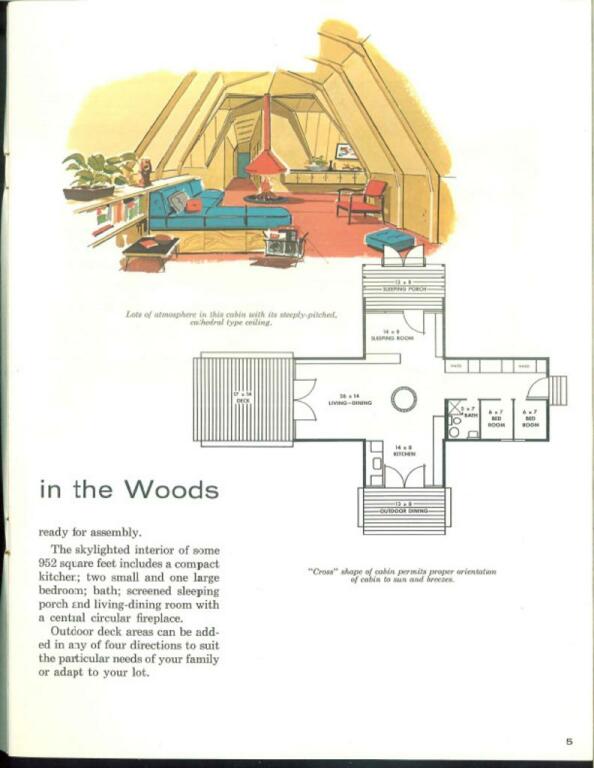 Lots of atmosphere in this cabin with its steeply-pitched,
cathedral type ceiling.
13 x 8
SLEEPING PORCH
14 x 9
SLEEPING ROOM
17 x 14
DECK
26 x 14
LIVING—DINING
5 x 7
BATH
6 x 7
BED
ROOM
6 x 7
BED
ROOM
14 x 8
KITCHEN
13 x 8
OUTDOOR DINING
in the Woods
ready for assembly.
The skylighted interior of some
952 square feet includes a compact
kitchen; two small and one large
bedroom; bath; screened sleeping
porch and living-dining room with
a central circular fireplace.
Outdoor deck areas can be add-
ed in any of four directions to suit
the particular needs of your family
or adapt to your lot.
"Cross" shape of cabin permits proper orientation
of cabin to sun and breezes.
5